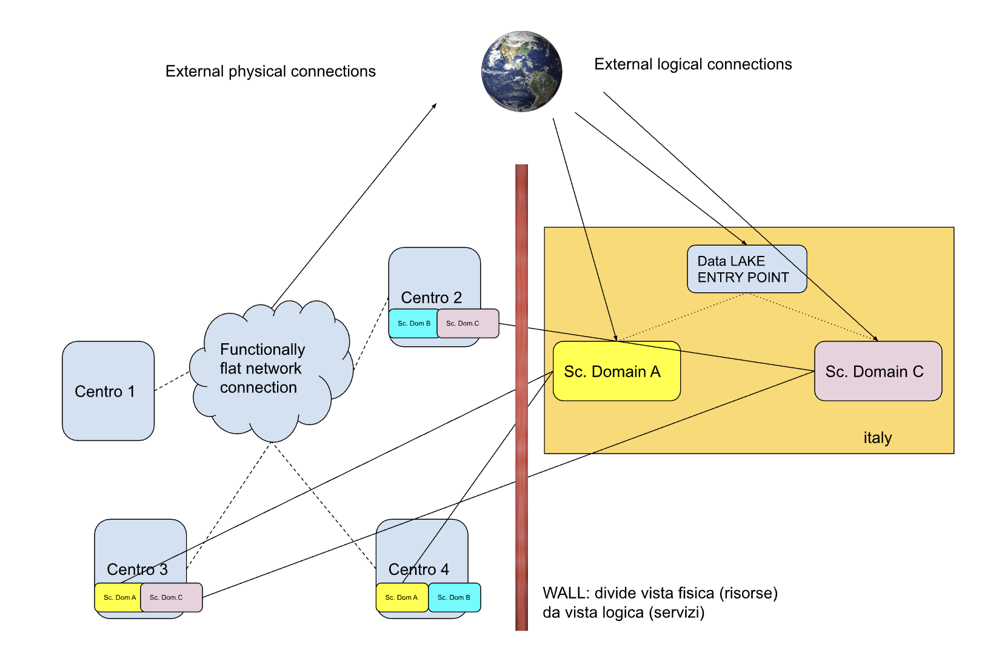 External physical connections
External logical connections
Data LAKE
ENTRY POINT
Centro 2
Sc. Dom B
Sc. Dom.C
Functionally
flat network
connection
Centro 1
Sc. Domain A
Sc. Domain C
italy
Centro 3
Sc. Dom A
Sc. Dom.C
Centro 4
Sc. Dom A
Sc. Dom B
WALL: divide vista fisica (risorse)
da vista logica (servizi)